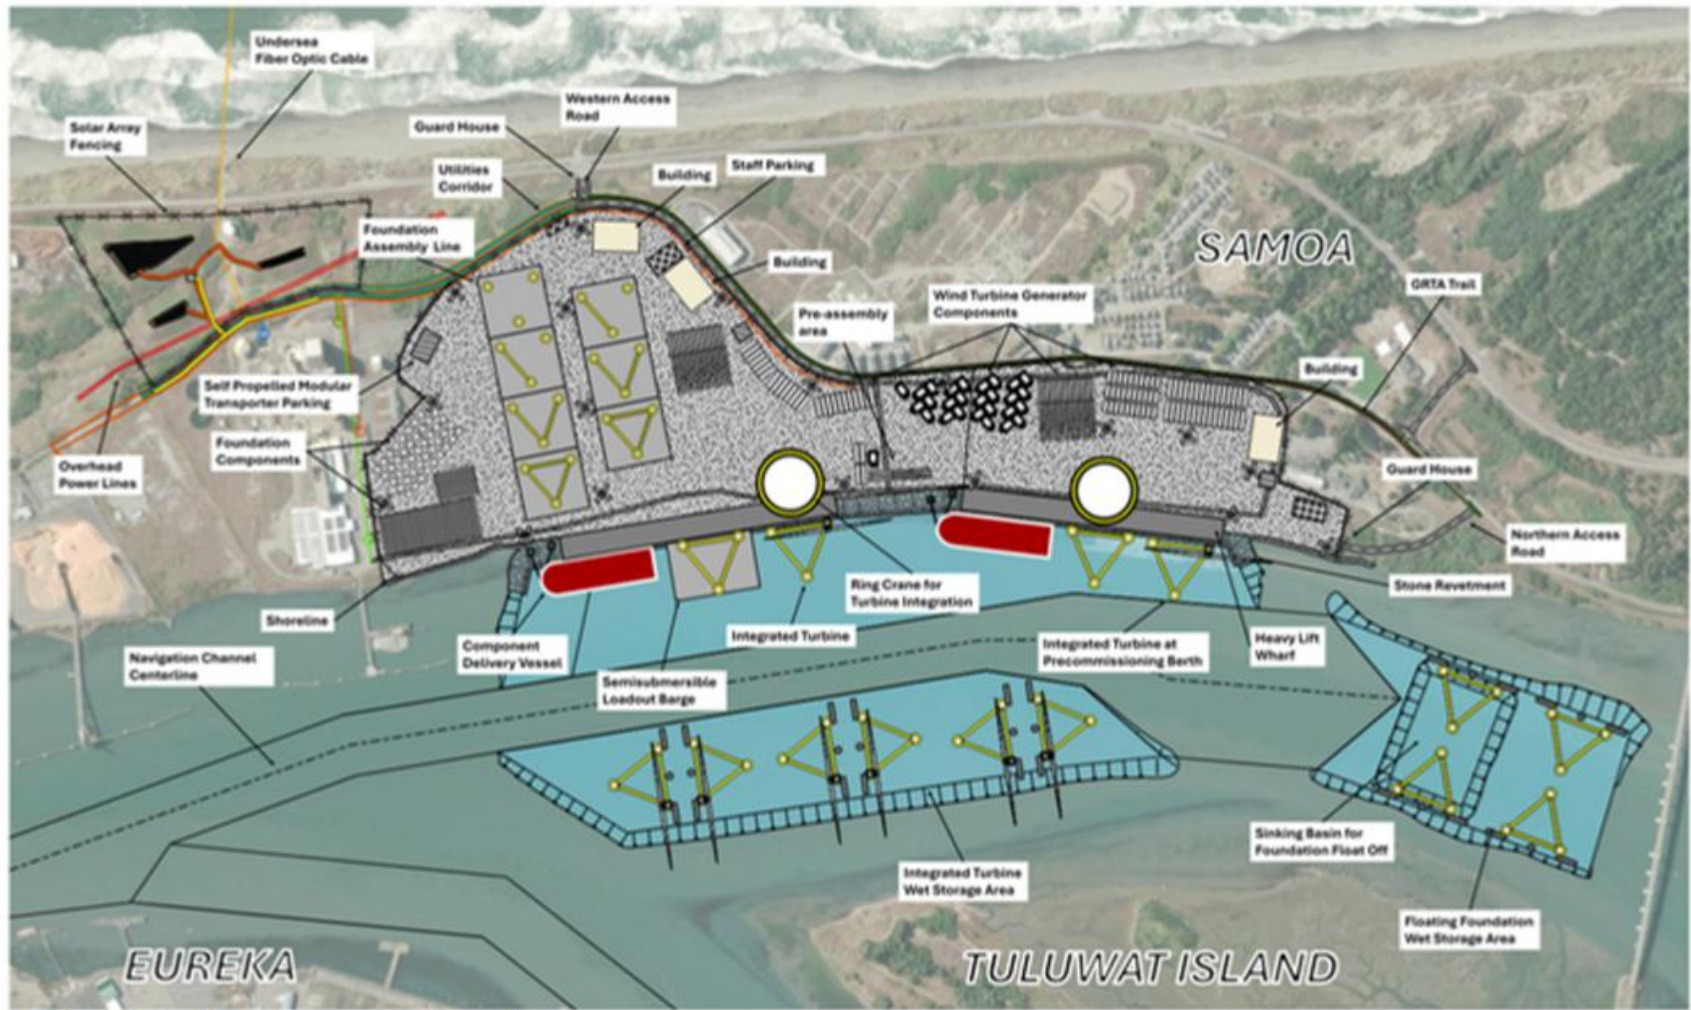 Undersea
Fiber Optic Cable
Western Access
Road
Guard House
Solar Array
Fencing
Utilities
Corridor
Building
Staff Parking
Foundation
Assembly Line
SAMOA
Building
GRTA Trail
Wind Turbine Generator
Components
Pre-assembly
area
Building
Self Propelled Modular
Transporter Parking
Foundation
Components
Overhead
Power Lines
Guard House
Northern Access
Road
Stone Revetment
Ring Crane for
Turbine Integration
Shoreline
Integrated Turbine
Component
Delivery Vessel
Integrated Turbine at
Precommissioning Berth
Heavy Lift
Wharf
Navigation Channel
Centerline
Semisubmersible
Loadout Barge
Sinking Basin for
Foundation Float Off
Integrated Turbine
Wet Storage Area
Floating Foundation
Wet Storage Area
EUREKA
TULUWAT ISLAND